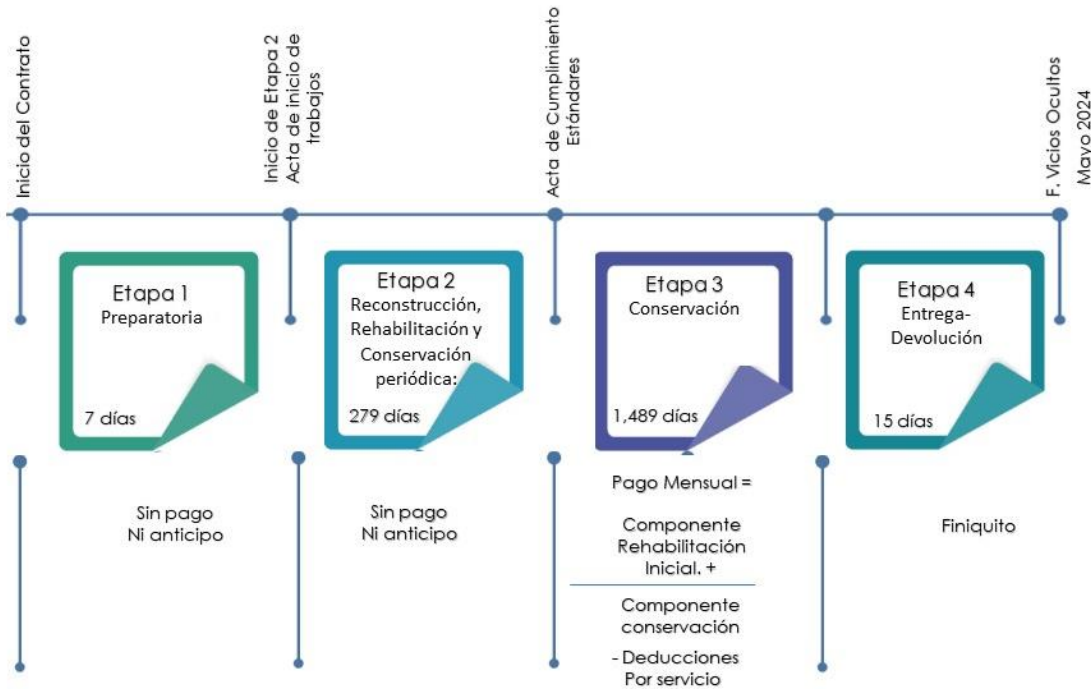 Inicio del Contrato
Inicio de Etapa 2
Acta de inicio de
trabajos
Acta de Cumplimiento
Estándares
F. Vicios Ocultos
Mayo 2024
Etapa 1
Preparatoria
7 días
Etapa 2
Reconstrucción,
Rehabilitación y
Conservación
periódica:
279 días
Etapa 3
Conservación
1,489 días
Etapa 4
Entrega-
Devolución
15 días
Sin pago
Ni anticipo
Sin pago
Ni anticipo
Pago Mensual =
Componente
Rehabilitación
Inicial. +
Componente
conservación
- Deducciones
Por servicio
Finiquito